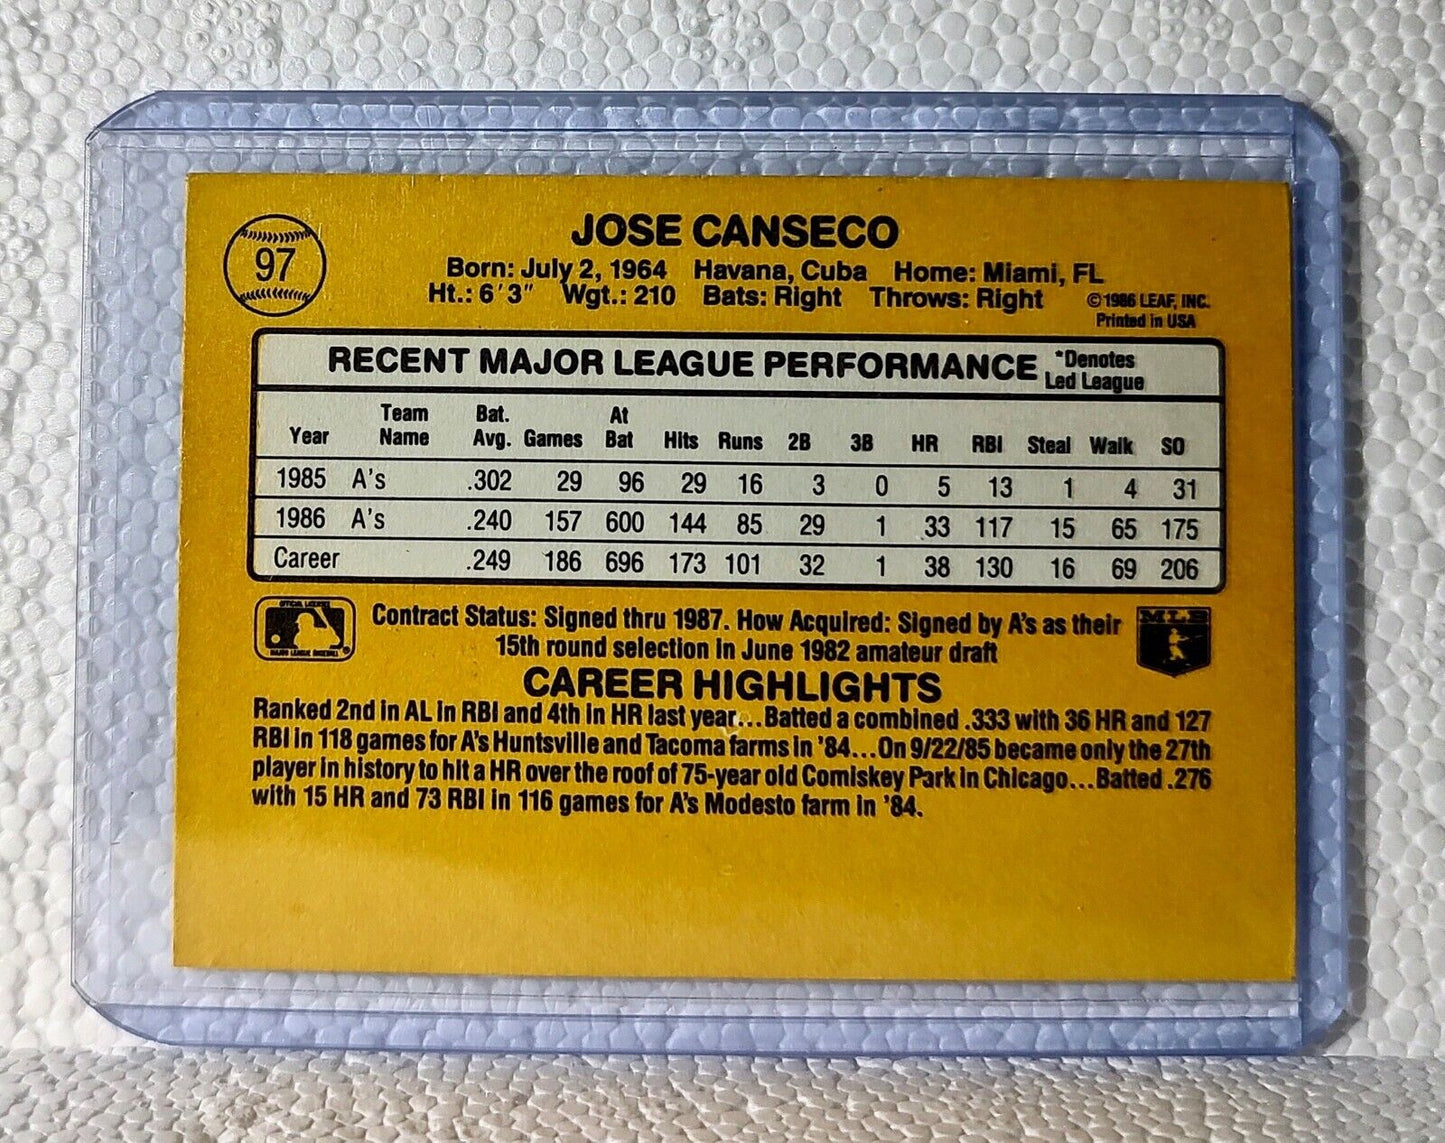 97
JOSE CANSECO
Born: July 2, 1964 Havana, Cuba Home: Miami, FL
Ht.: 6'3" Wgt.: 210 Bats: Right Throws: Right
©1986 LEAF, INC.
Printed in USA
RECENT MAJOR LEAGUE PERFORMANCE *Denotes Led League
Year Team Name Bat. Avg. Games At Bat Hits Runs 2B 3B HR RBI Steal Walk SO
1985 A's .302 29 96 29 16 3 0 5 13 1 4 31
1986 A's .240 157 600 144 85 29 1 33 117 15 65 175
Career .249 186 696 173 101 32 1 38 130 16 69 206
Contract Status: Signed thru 1987. How Acquired: Signed by A's as their
15th round selection in June 1982 amateur draft
MLB
CAREER HIGHLIGHTS
Ranked 2nd in AL in RBI and 4th in HR last year...Batted a combined .333 with 36 HR and 127
RBI in 118 games for A's Huntsville and Tacoma farms in '84...On 9/22/85 became only the 27th
player in history to hit a HR over the roof of 75-year old Comiskey Park in Chicago...Batted .276
with 15 HR and 73 RBI in 116 games for A's Modesto farm in '84.